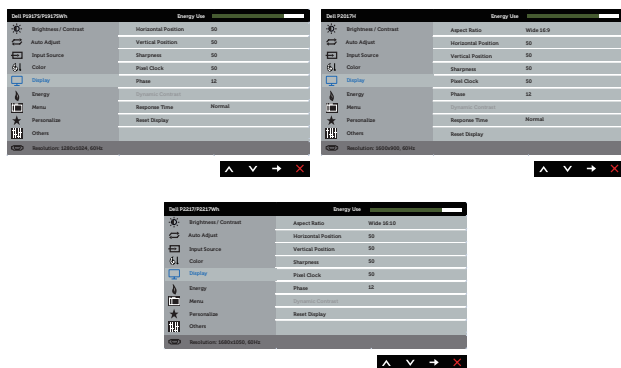 Dell P1917S/P1917SWh Energy Use
Brightness / Contrast Horizontal Position 50
Auto Adjust Vertical Position 50
Input Source Sharpness 50
Color Pixel Clock 50
Display Phase 12
Energy Dynamic Contrast
Menu Response Time Normal
Personalize Reset Display
Others
Resolution: 1280x1024, 60Hz
Dell P2017H Energy Use
Brightness / Contrast Aspect Ratio Wide 16:9
Auto Adjust Horizontal Position 50
Input Source Vertical Position 50
Color Sharpness 50
Display Pixel Clock 50
Energy Phase 12
Menu Dynamic Contrast
Personalize Response Time Normal
Others Reset Display
Resolution: 1600x900, 60Hz
Dell P2217/P2217Wh Energy Use
Brightness / Contrast Aspect Ratio Wide 16:10
Auto Adjust Horizontal Position 50
Input Source Vertical Position 50
Color Sharpness 50
Display Pixel Clock 50
Energy Phase 12
Menu Dynamic Contrast
Personalize Reset Display
Others
Resolution: 1680x1050, 60Hz